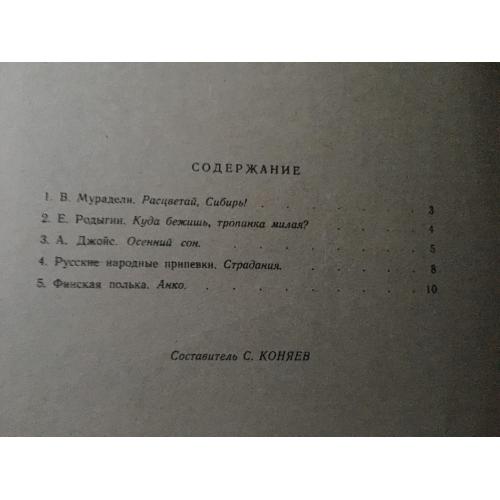 СОДЕРЖАНИЕ
1. В. Мурадели. Расцветай, Сибирь! . . . . . . . 3
2. Е. Родыгин. Куда бежишь, тропинка милая? . . . . 4
3. А. Джойс. Осенний сон. . . . . . . . . 5
4. Русские народные припевки. Страдания. . . . . . 8
5. Финская полька. Анко. . . . . . . . . 10
Составитель С. КОНЯЕВ